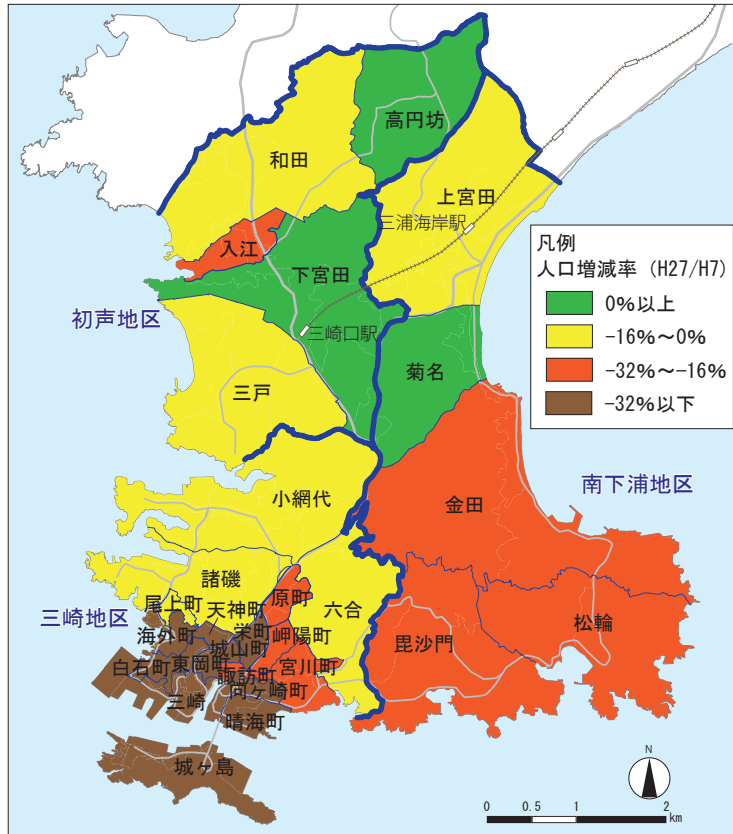 高円坊
和田
上宮田
三浦海岸駅
入江
下宮田
凡例
人口増減率 (H27/H7)
0%以上
-16%～0%
-32%～-16%
-32%以下
初声地区
三崎口駅
菊名
三戸
南下浦地区
小網代
金田
諸磯
原町
六合
尾上町
天神町
三崎地区
海外町
栄町
岬陽町
松輪
毘沙門
城山町
白石町
東岡町
宮川町
諏訪町
向ヶ崎町
三崎
晴海町
城ヶ島
N
0 0.5 1 2
km